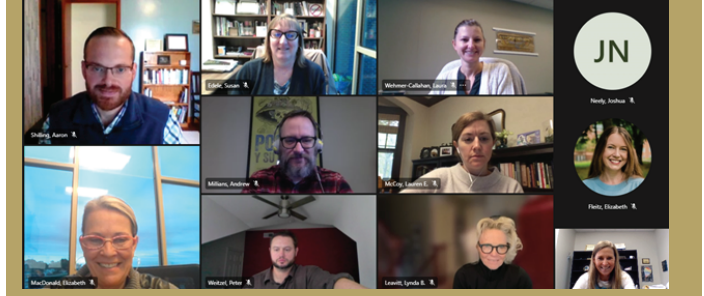 JN
Edele, Susan
Wehmer-Callahan, Laura
Neely, Joshua
Shilling, Aaron
Millians, Andrew
McCoy, Lauren E.
Fleitz, Elizabeth
MacDonald, Elizabeth
Weitzel, Peter
Leavitt, Lynda B.